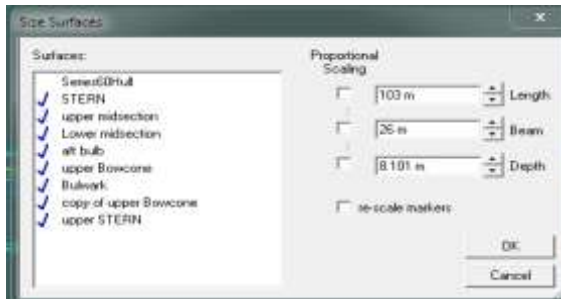 Size Surfaces
Surfaces:
Series60Hull
STERN
upper midsection
Lower midsection
aft bulb
upper Bowcone
Bulwark
copy of upper Bowcone
upper STERN
Proportional
Scaling
103 m
Length
26 m
Beam
8.101 m
Depth
re-scale markers
OK
Cancel